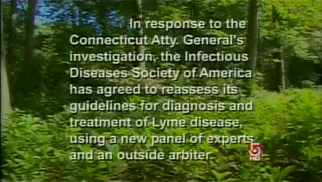 In response to the
Connecticut Atty. General's
investigation, the Infectious
Diseases Society of America
has agreed to reassess its
guidelines for diagnosis and
treatment of Lyme disease,
using a new panel of experts
and an outside arbiter.
5